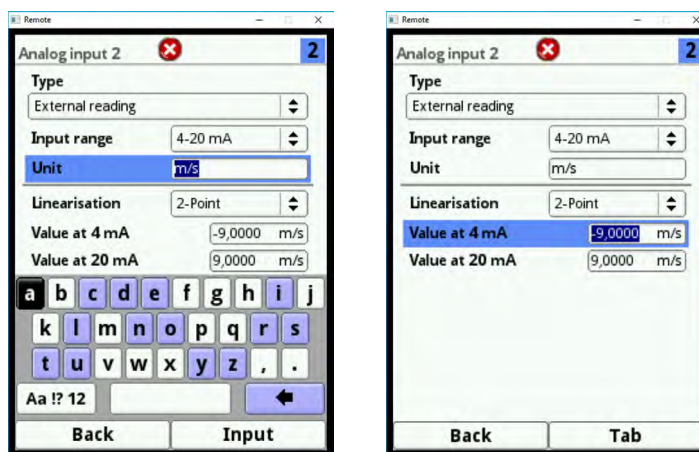 Remote
Analog input 2
2
Type
External reading
Input range 4-20 mA
Unit m/s
Linearisation 2-Point
Value at 4 mA -9,0000 m/s
Value at 20 mA 9,0000 m/s
a b c d e f g h i j
k l m n o p q r s
t u v w x y z , .
Aa !? 12
Back Input
Remote
Analog input 2
2
Type
External reading
Input range 4-20 mA
Unit m/s
Linearisation 2-Point
Value at 4 mA -9,0000 m/s
Value at 20 mA 9,0000 m/s
Back Tab